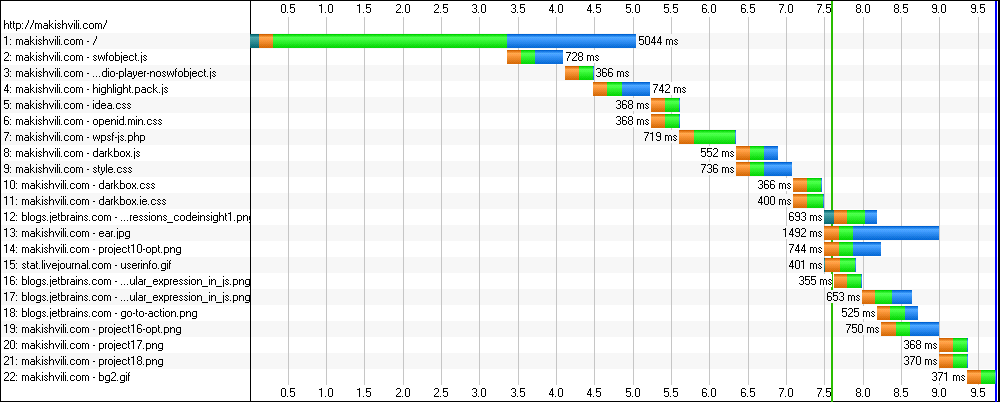 0.5 1.0 1.5 2.0 2.5 3.0 3.5 4.0 4.5 5.0 5.5 6.0 6.5 7.0 7.5 8.0 8.5 9.0 9.5
http://makishvili.com/
1: makishvili.com - / 5044 ms
2: makishvili.com - swfobject.js 728 ms
3: makishvili.com - ...dio-player-noswfobject.js 366 ms
4: makishvili.com - highlight.pack.js 742 ms
5: makishvili.com - idea.css 368 ms
6: makishvili.com - openid.min.css 368 ms
7: makishvili.com - wpsf-js.php 719 ms
8: makishvili.com - darkbox.js 552 ms
9: makishvili.com - style.css 736 ms
10: makishvili.com - darkbox.css 366 ms
11: makishvili.com - darkbox.ie.css 400 ms
12: blogs.jetbrains.com - ...ressions_codeinsight1.png 693 ms
13: makishvili.com - ear.jpg 1492 ms
14: makishvili.com - project10-opt.png 744 ms
15: stat.livejournal.com - userinfo.gif 401 ms
16: blogs.jetbrains.com - ...ular_expression_in_js.png 355 ms
17: blogs.jetbrains.com - ...ular_expression_in_js.png 653 ms
18: blogs.jetbrains.com - go-to-action.png 525 ms
19: makishvili.com - project16-opt.png 750 ms
20: makishvili.com - project17.png 368 ms
21: makishvili.com - project18.png 370 ms
22: makishvili.com - bg2.gif 371 ms
0.5 1.0 1.5 2.0 2.5 3.0 3.5 4.0 4.5 5.0 5.5 6.0 6.5 7.0 7.5 8.0 8.5 9.0 9.5